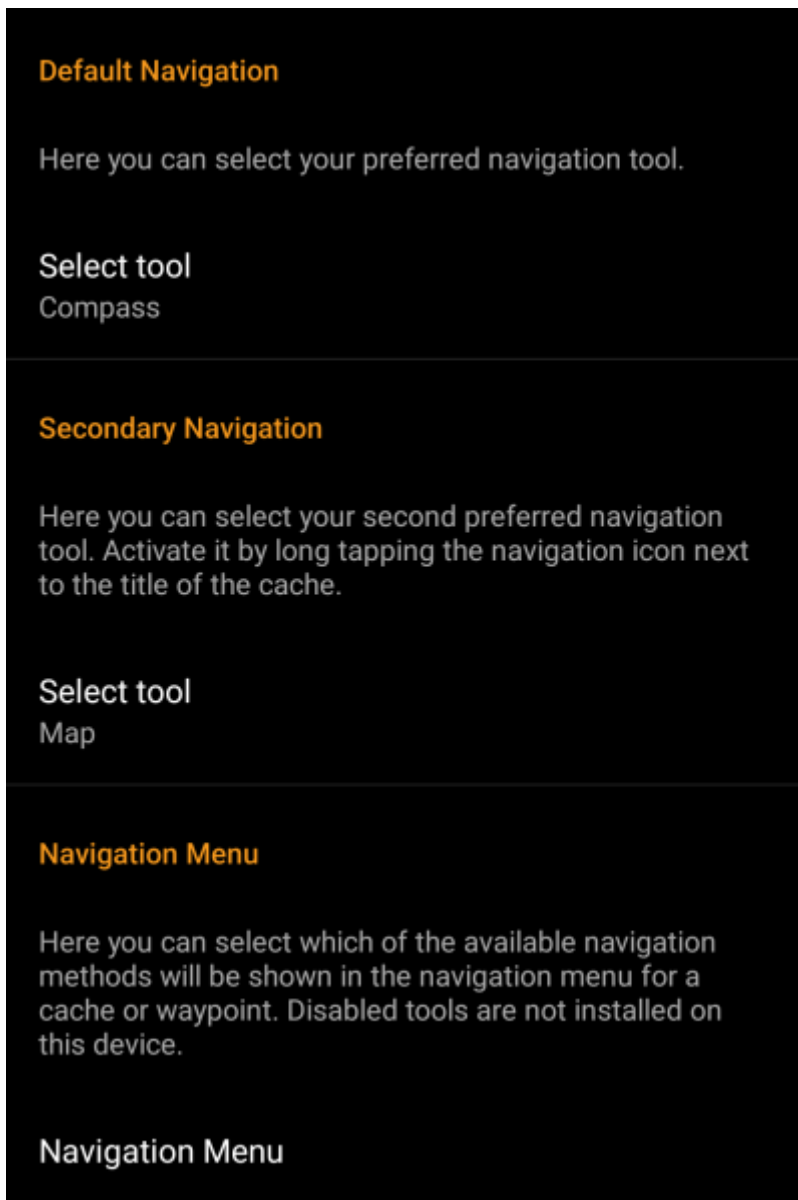 Default Navigation
Here you can select your preferred navigation tool.
Select tool
Compass
Secondary Navigation
Here you can select your second preferred navigation
tool. Activate it by long tapping the navigation icon next
to the title of the cache.
Select tool
Map
Navigation Menu
Here you can select which of the available navigation
methods will be shown in the navigation menu for a
cache or waypoint. Disabled tools are not installed on
this device.
Navigation Menu